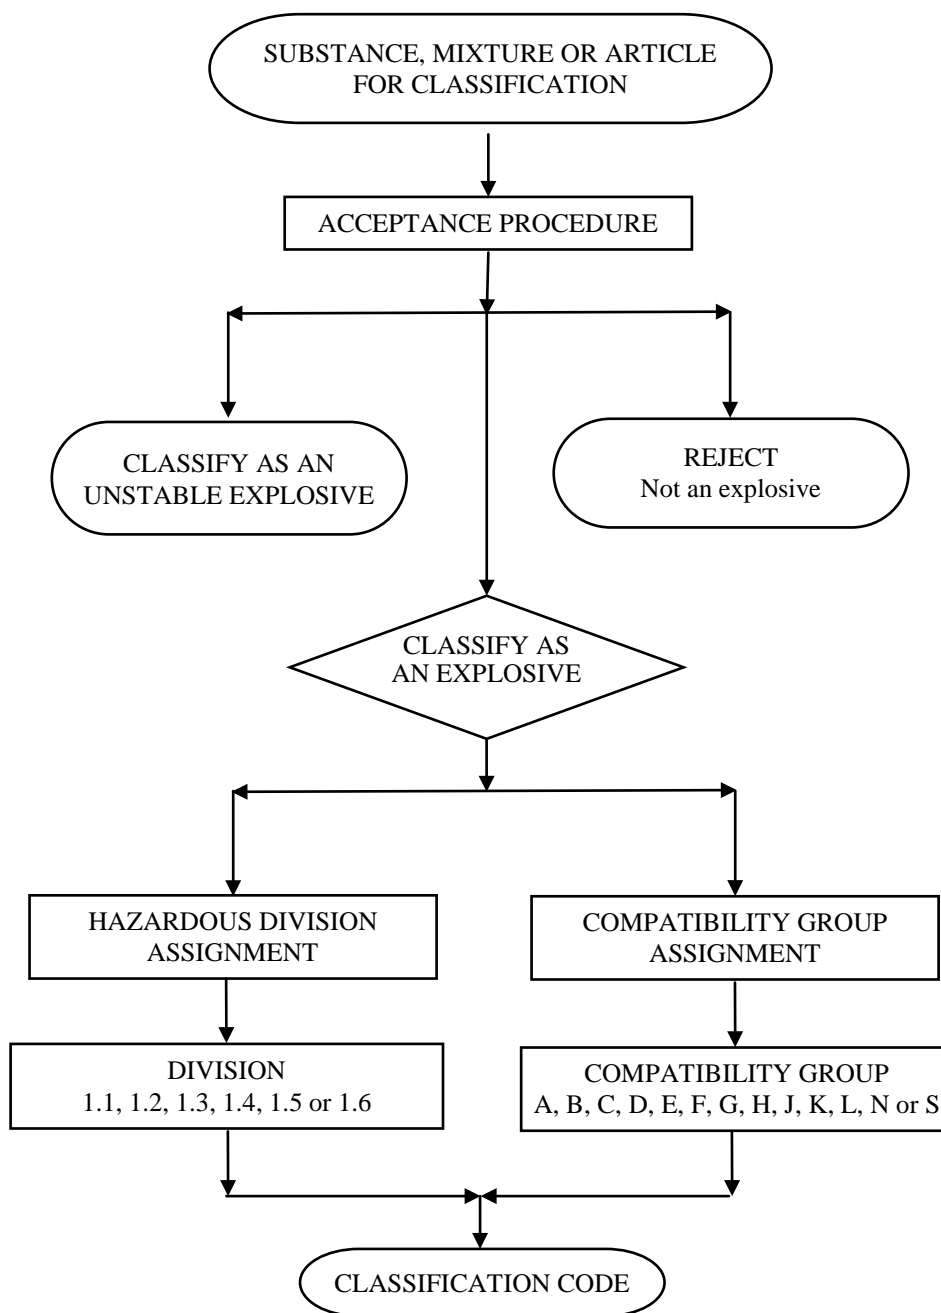 SUBSTANCE, MIXTURE OR ARTICLE
FOR CLASSIFICATION
ACCEPTANCE PROCEDURE
CLASSIFY AS AN
UNSTABLE EXPLOSIVE
REJECT
Not an explosive
CLASSIFY AS
AN EXPLOSIVE
HAZARDOUS DIVISION
ASSIGNMENT
COMPATIBILITY GROUP
ASSIGNMENT
DIVISION
1.1, 1.2, 1.3, 1.4, 1.5 or 1.6
COMPATIBILITY GROUP
A, B, C, D, E, F, G, H, J, K, L, N or S
CLASSIFICATION CODE